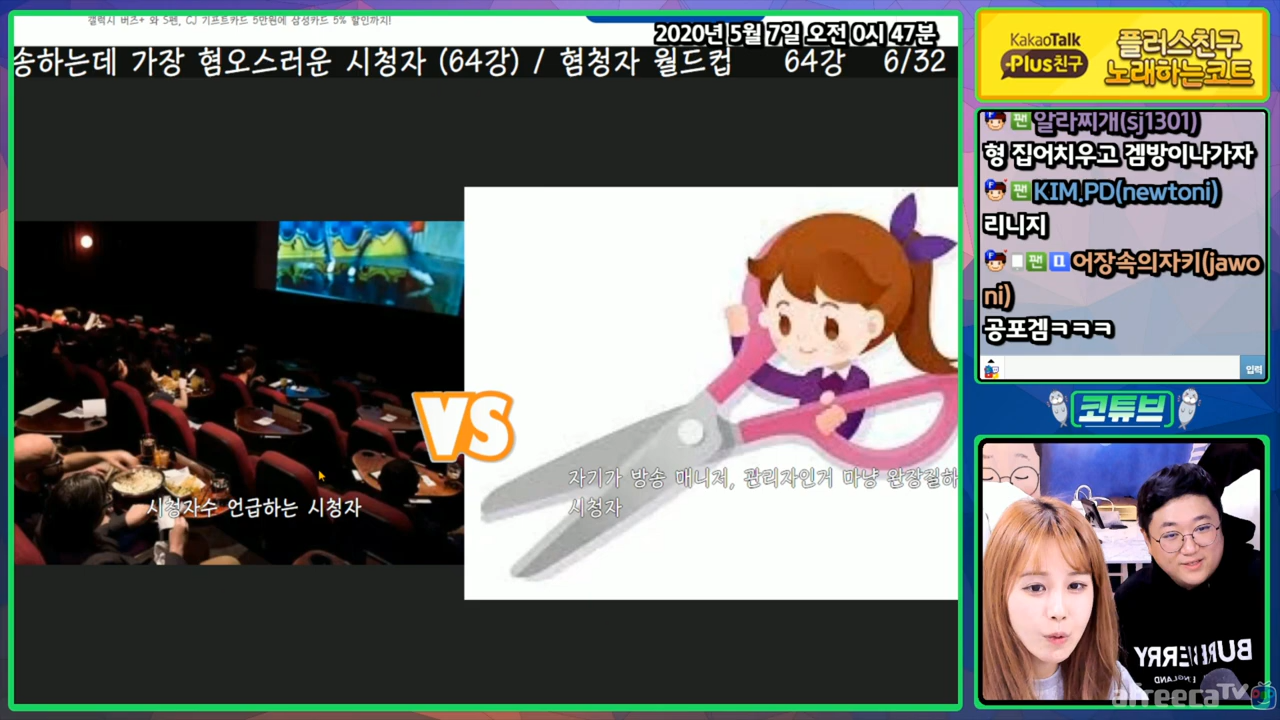 갤럭시 버즈+ 와 S펜, CJ 기프트카드 5만원에 삼성카드 5% 할인까지!
2020년 5월 7일 오전 0시 47분
송하는데 가장 혐오스러운 시청자 (64강) / 혐청자 월드컵 64강 6/32
시청자수 언급하는 시청자
VS
자기가 방송 매니저, 관리자인거 마냥 완장질하
시청자
KakaoTalk
Plus친구
플러스친구
노래하는코트
팬 알라찌개(sj1301)
형 집어치우고 겜방이나가자
팬 KIM.PD(newtoni)
리니지
팬 어장속의자키(jawo
ni)
공포겜ㅋㅋㅋ
입력
코튜브
BURBERRY
ENGLAND
afreecaTV